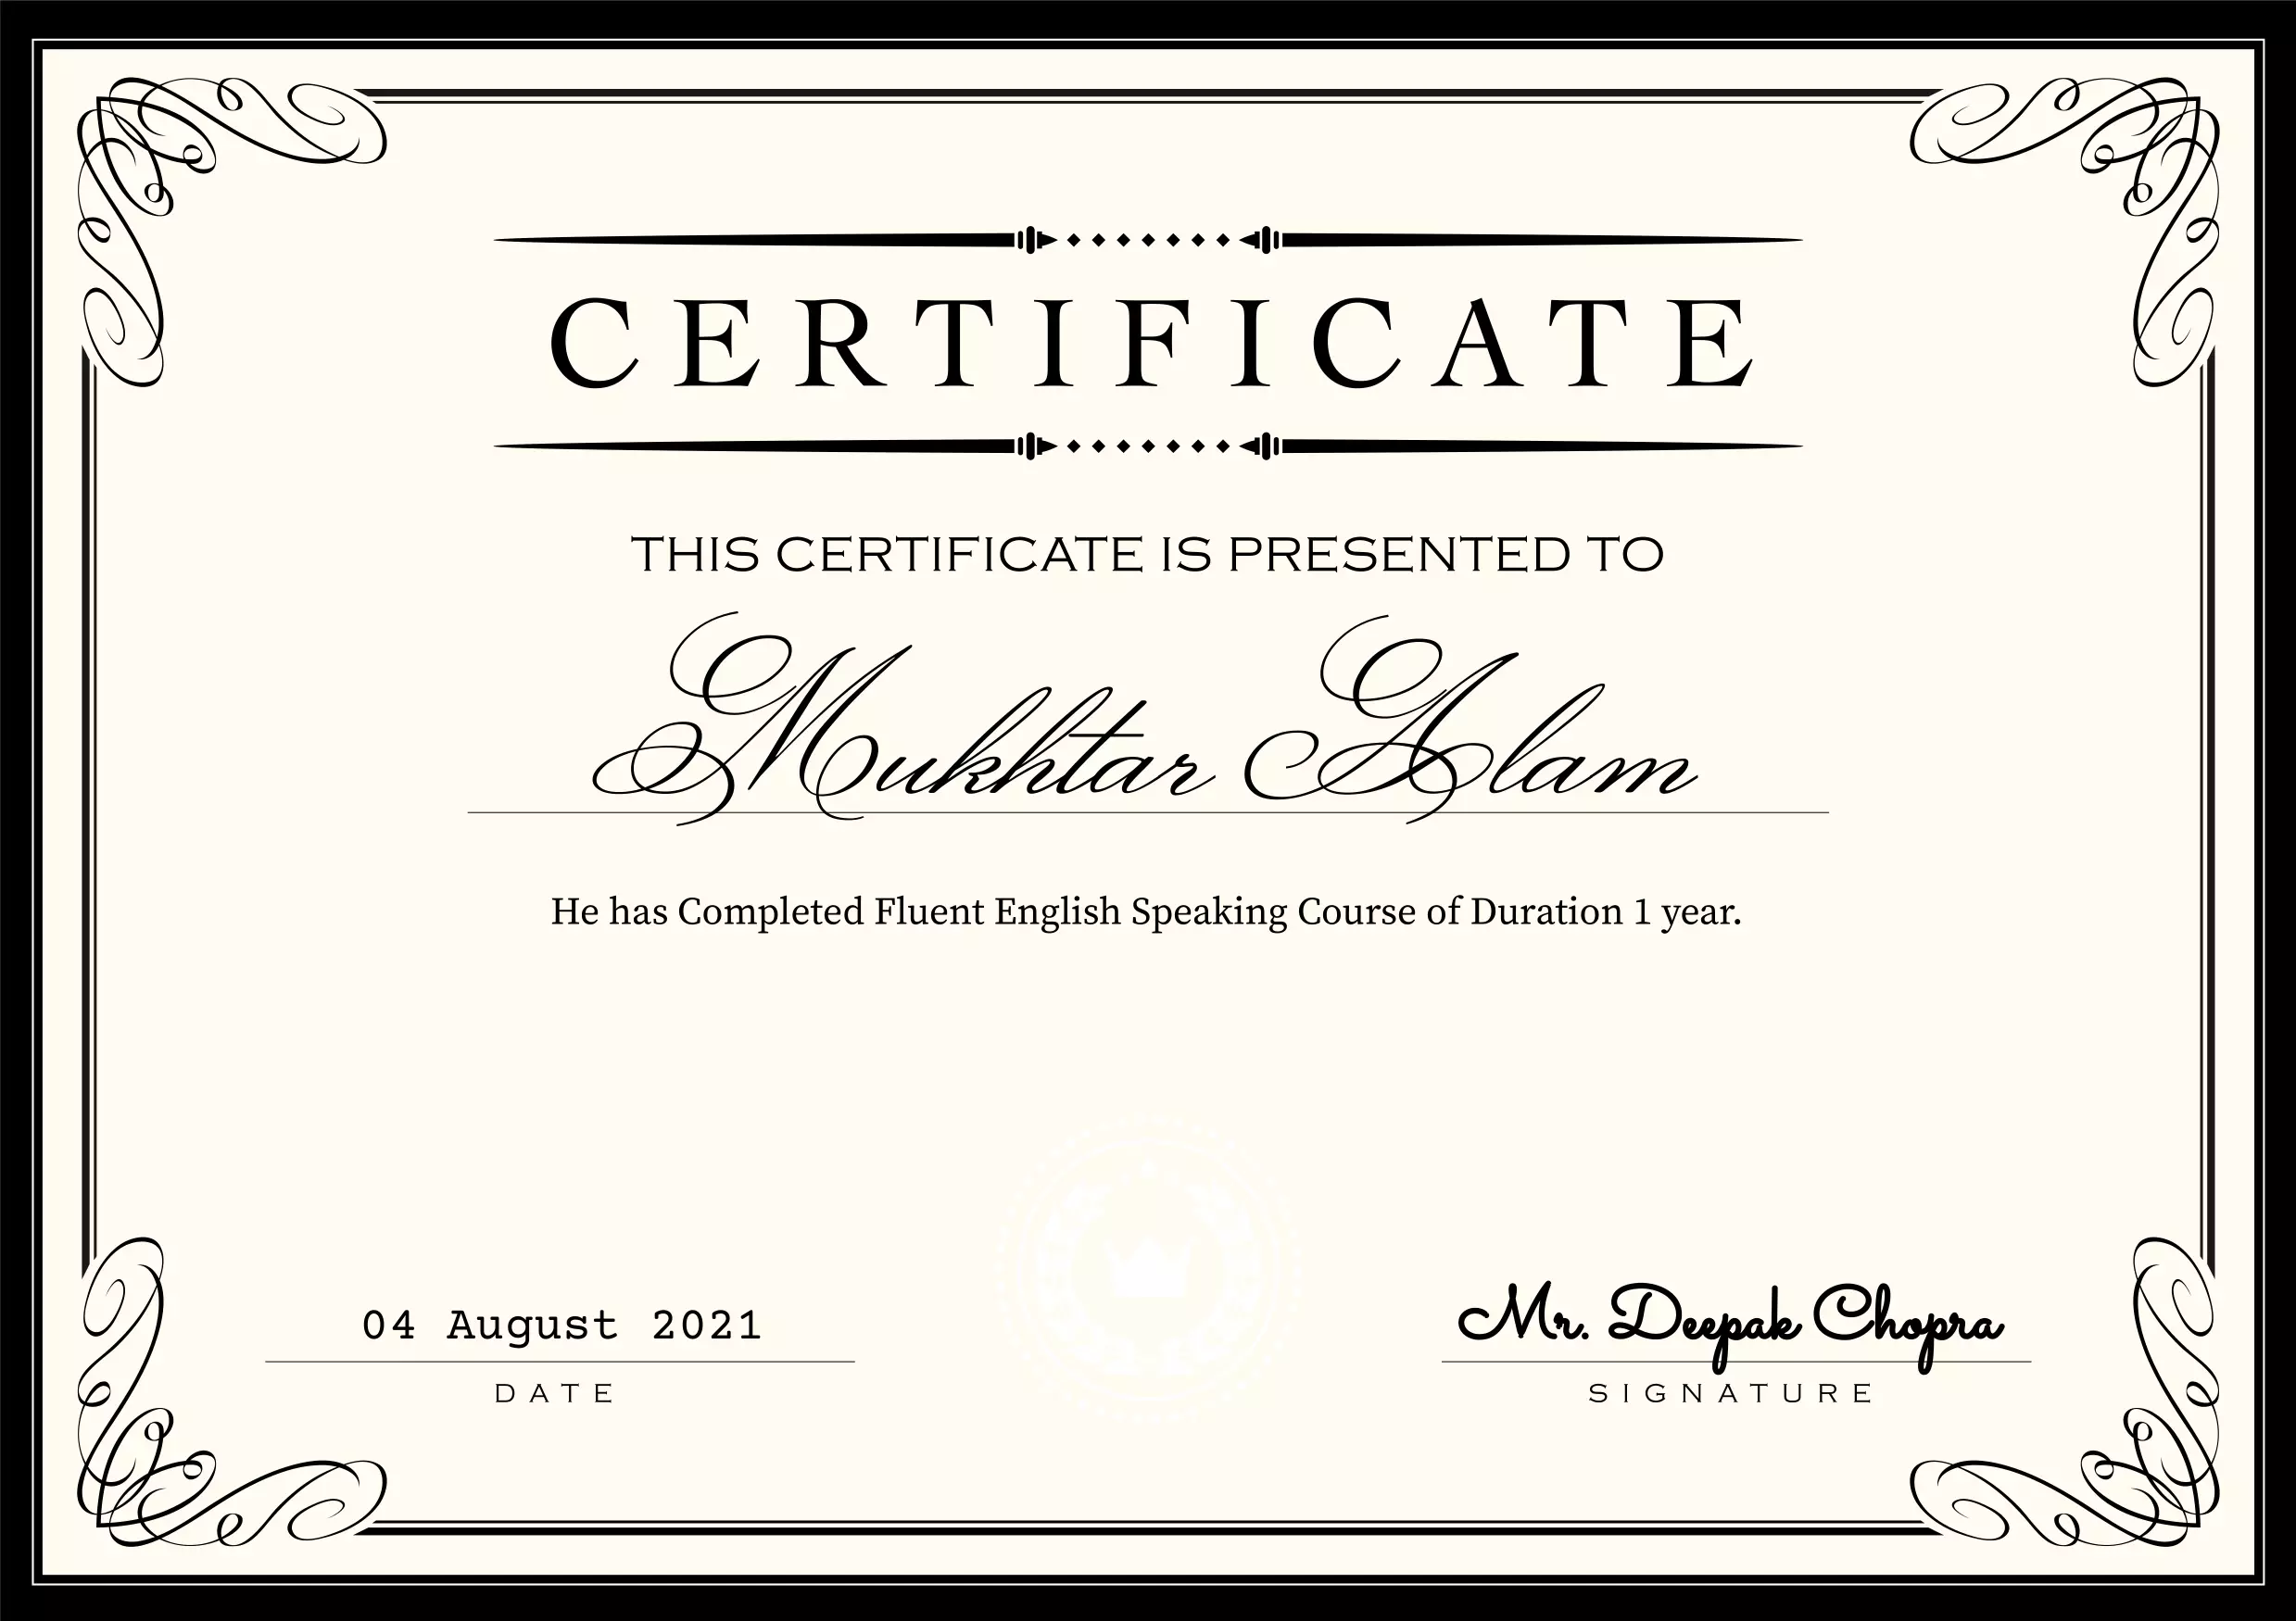 CERTIFICATE
THIS CERTIFICATE IS PRESENTED TO
Mukhtar Alam
He has Completed Fluent English Speaking Course of Duration 1 year.
04 August 2021
DATE
Mr. Deepak Chopra
SIGNATURE